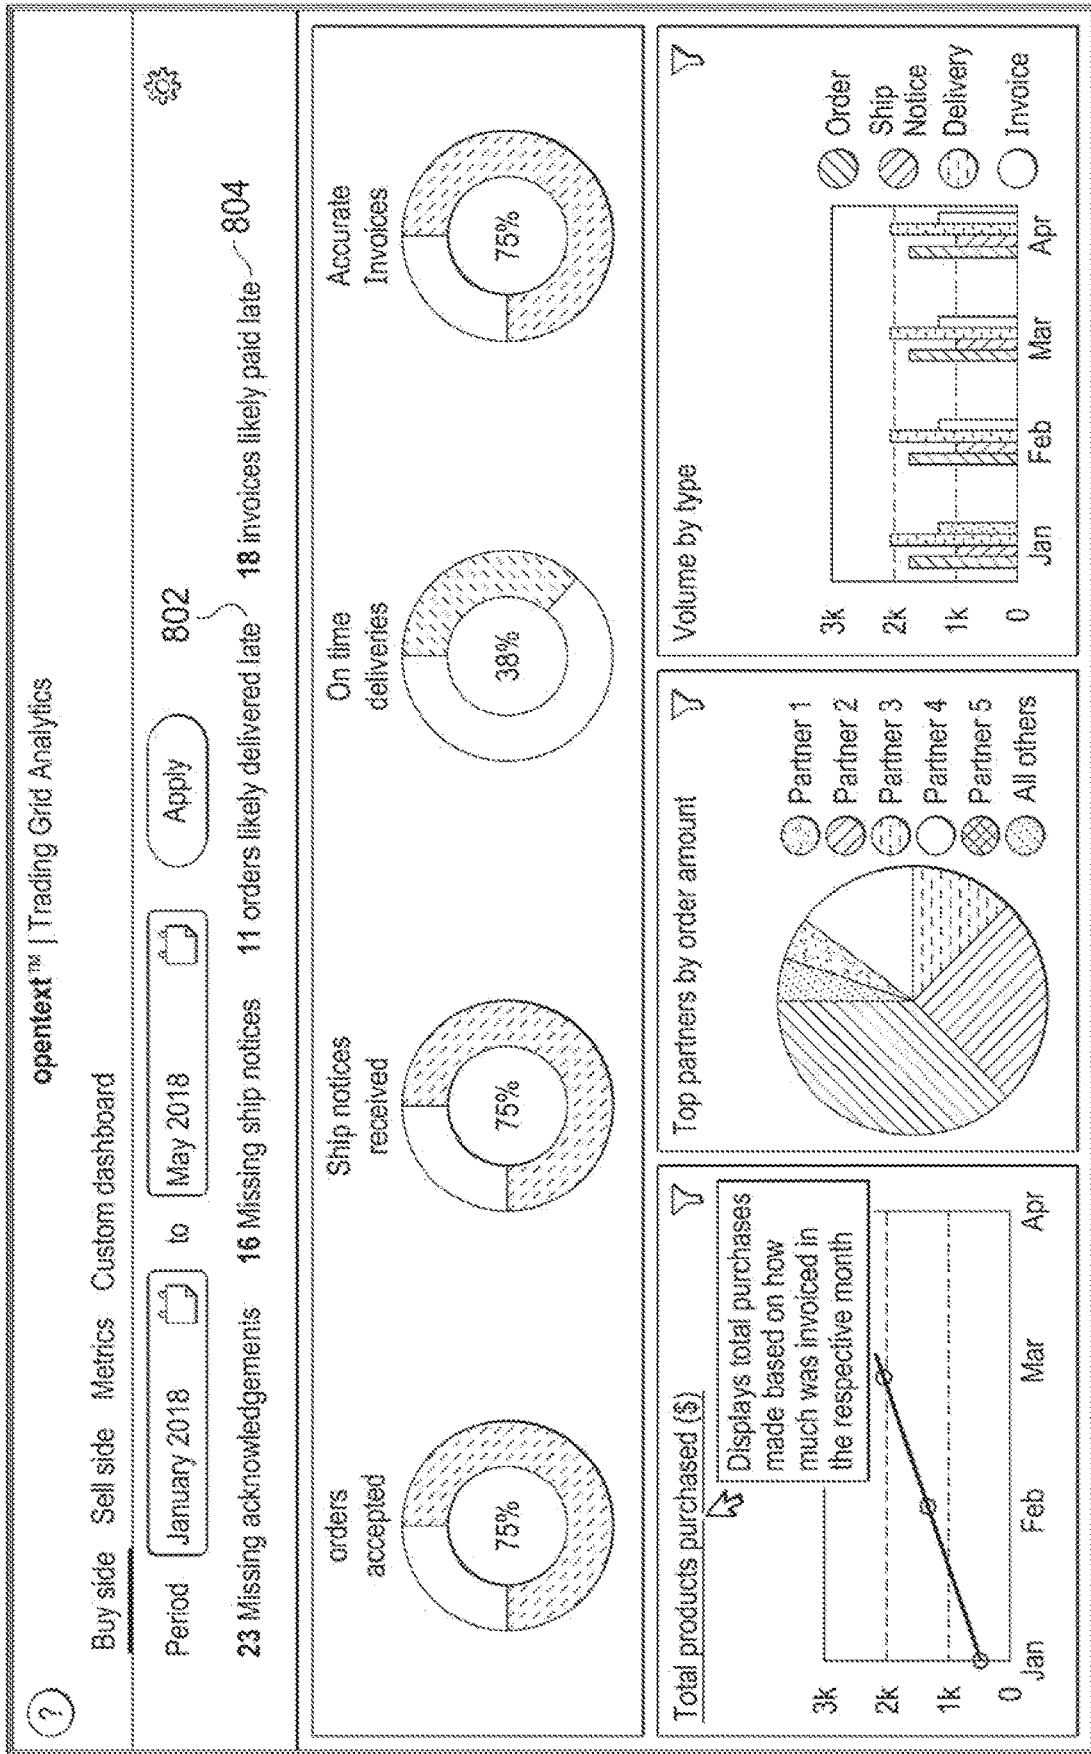 ?
opentext™ | Trading Grid Analytics
Buy side Sell side Metrics Custom dashboard
Period January 2018 to May 2018 Apply
802
23 Missing acknowledgements 16 Missing ship notices 11 orders likely delivered late 18 invoices likely paid late
804
orders
accepted
75%
Ship notices
received
75%
On time
deliveries
38%
Accurate
Invoices
75%
Total products purchased ($)
Displays total purchases
made based on how
much was invoiced in
the respective month
3k
2k
1k
0
Jan Feb Mar Apr
Top partners by order amount
Partner 1
Partner 2
Partner 3
Partner 4
Partner 5
All others
Volume by type
3k
2k
1k
0
Jan Feb Mar Apr
Order
Ship
Notice
Delivery
Invoice